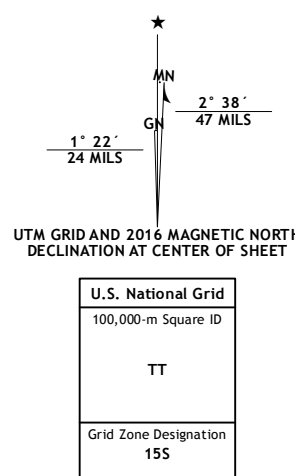 ★
MN
GN
2° 38´
47 MILS
1° 22´
24 MILS
UTM GRID AND 2016 MAGNETIC NORTH
DECLINATION AT CENTER OF SHEET
U.S. National Grid
100,000-m Square ID
TT
Grid Zone Designation
15S